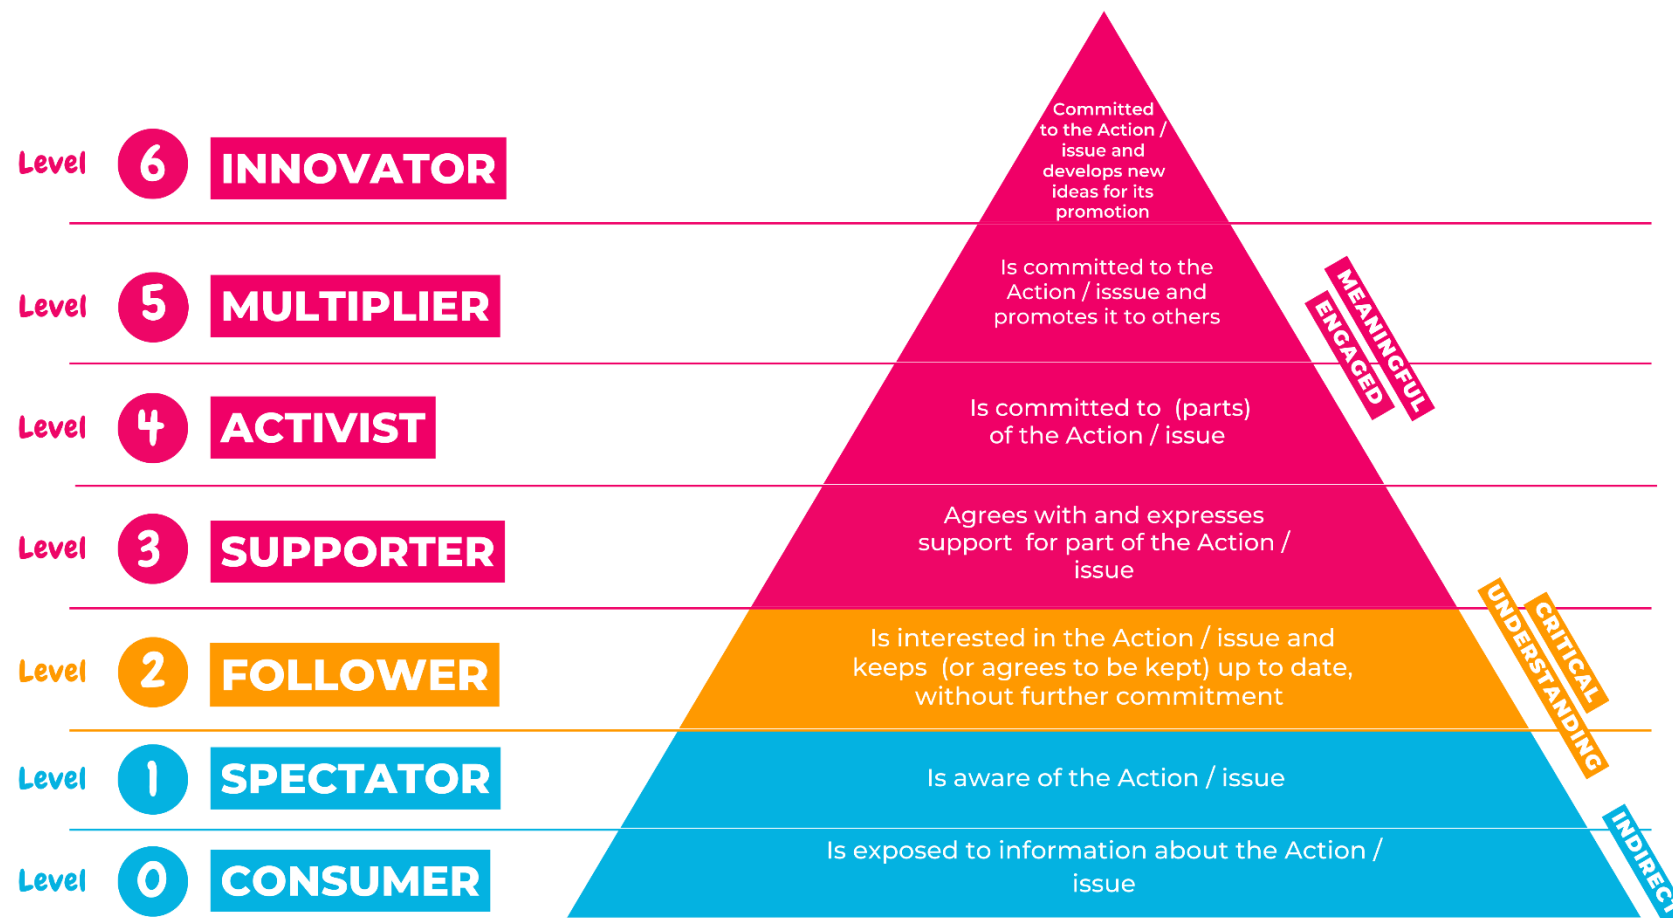 Level 6 INNOVATOR
Committed
to the Action /
issue and
develops new
ideas for its
promotion
Level 5 MULTIPLIER
Is committed to the
Action / isssue and
promotes it to others
MEANINGFUL
ENGAGED
Level 4 ACTIVIST
Is committed to (parts)
of the Action / issue
Level 3 SUPPORTER
Agrees with and expresses
support for part of the Action /
issue
Level 2 FOLLOWER
Is interested in the Action / issue and
keeps (or agrees to be kept) up to date,
without further commitment
CRITICAL
UNDERSTANDING
Level 1 SPECTATOR
Is aware of the Action / issue
Level 0 CONSUMER
Is exposed to information about the Action /
issue
INDIRECT